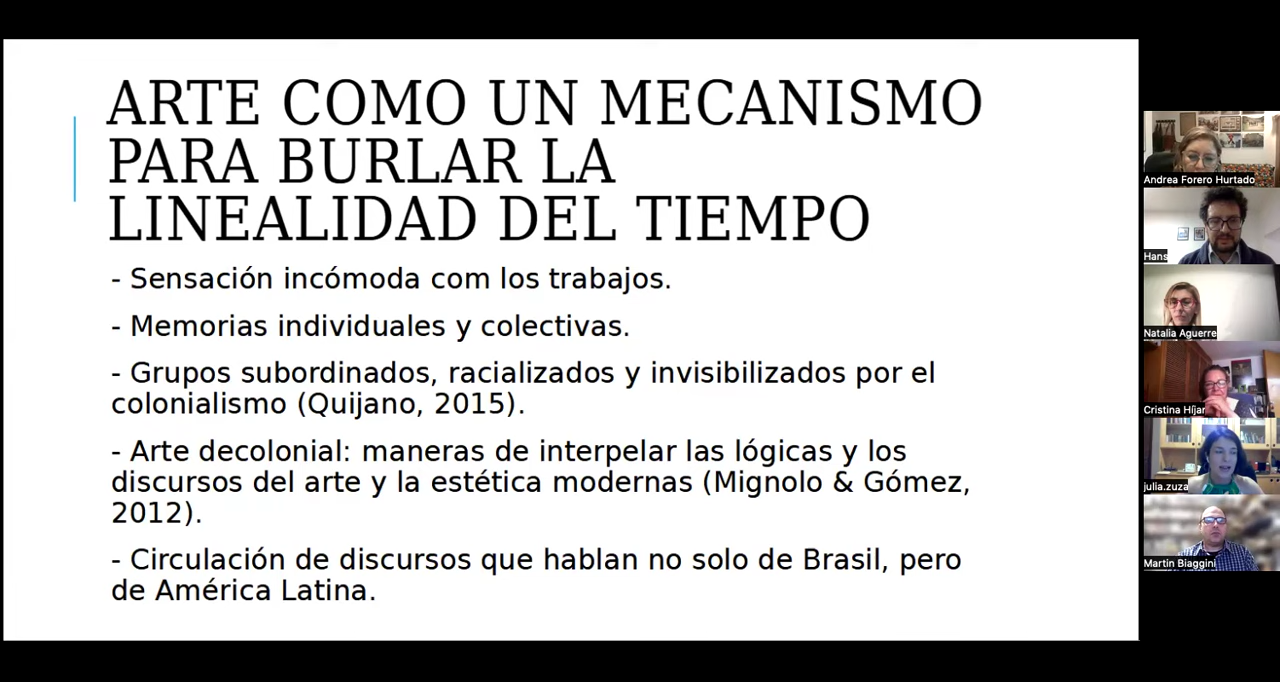 ARTE COMO UN MECANISMO
PARA BURLAR LA
LINEALIDAD DEL TIEMPO
- Sensación incómoda com los trabajos.
- Memorias individuales y colectivas.
- Grupos subordinados, racializados y invisibilizados por el
colonialismo (Quijano, 2015).
- Arte decolonial: maneras de interpelar las lógicas y los
discursos del arte y la estética modernas (Mignolo & Gómez,
2012).
- Circulación de discursos que hablan no solo de Brasil, pero
de América Latina.
Andrea Forero Hurtado
Hans
Natalia Aguerre
Cristina Híjar
julia.zuza
Martin Biaggini